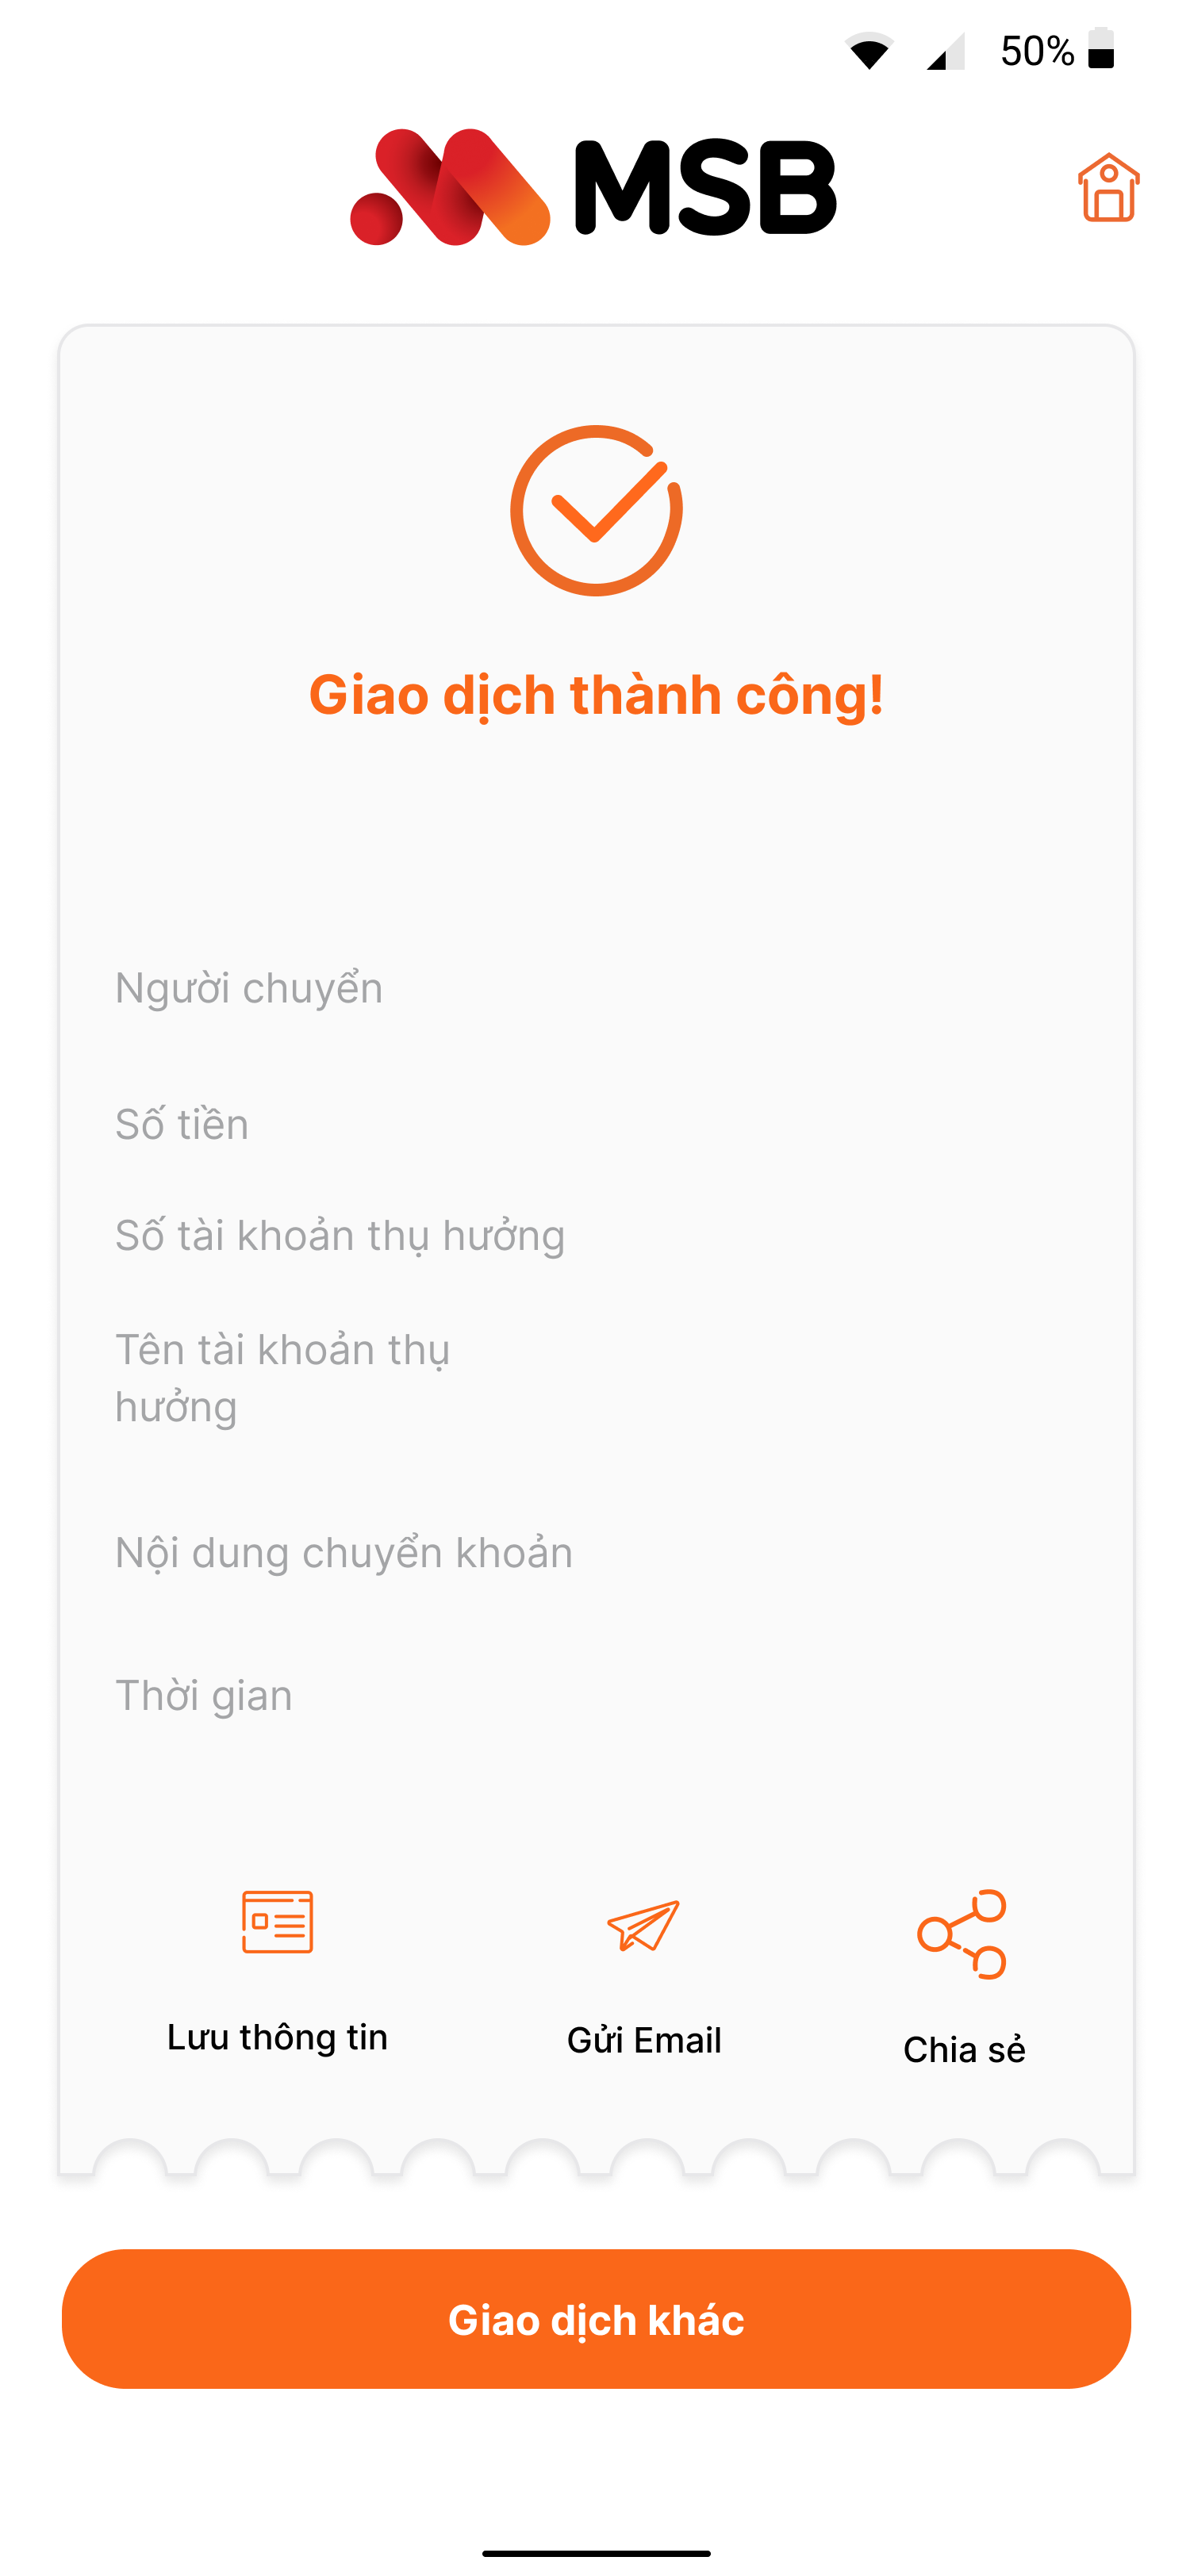 50%
MSB
Giao dịch thành công!
Người chuyển
Số tiền
Số tài khoản thụ hưởng
Tên tài khoản thụ
hưởng
Nội dung chuyển khoản
Thời gian
Lưu thông tin
Gửi Email
Chia sẻ
Giao dịch khác